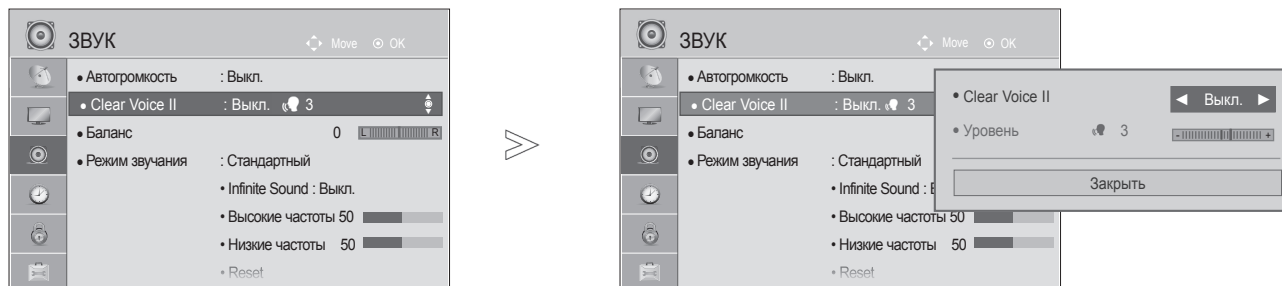 ЗВУК
Move OK
• Автогромкость : Выкл.
• Clear Voice II : Выкл. 3
• Баланс 0 L R
• Режим звучания : Стандартный
• Infinite Sound : Выкл.
• Высокие частоты 50
• Низкие частоты 50
• Reset
ЗВУК
Move OK
• Автогромкость : Выкл.
• Clear Voice II : Выкл. 3
• Баланс
• Режим звучания : Стандартный
• Infinite Sound :
• Высокие частоты 50
• Низкие частоты 50
• Reset
• Clear Voice II ◄ Выкл. ►
• Уровень 3 - +
Закрыть